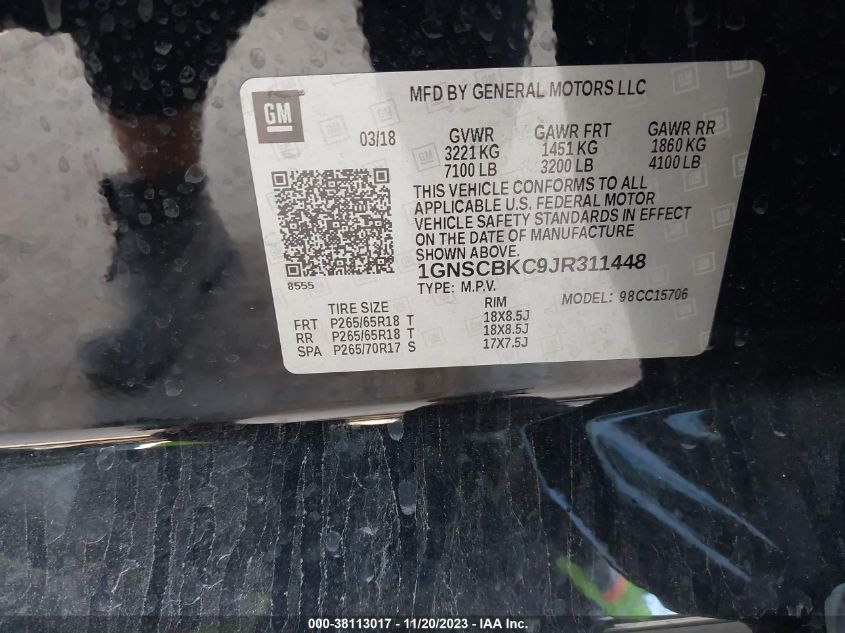 MFD BY GENERAL MOTORS LLC
GM
03/18 GVWR GAWR FRT GAWR RR
3221 KG 1451 KG 1860 KG
7100 LB 3200 LB 4100 LB
THIS VEHICLE CONFORMS TO ALL
APPLICABLE U.S. FEDERAL MOTOR
VEHICLE SAFETY STANDARDS IN EFFECT
ON THE DATE OF MANUFACTURE
SHOWN ABOVE.
1GNSCBKC9JR311448
8555
TYPE: M.P.V. MODEL: 98CC15706
TIRE SIZE RIM
FRT P265/65R18 T 18X8.5J
RR P265/65R18 T 18X8.5J
SPA P265/70R17 S 17X7.5J
000-38113017 - 11/20/2023 - IAA Inc.